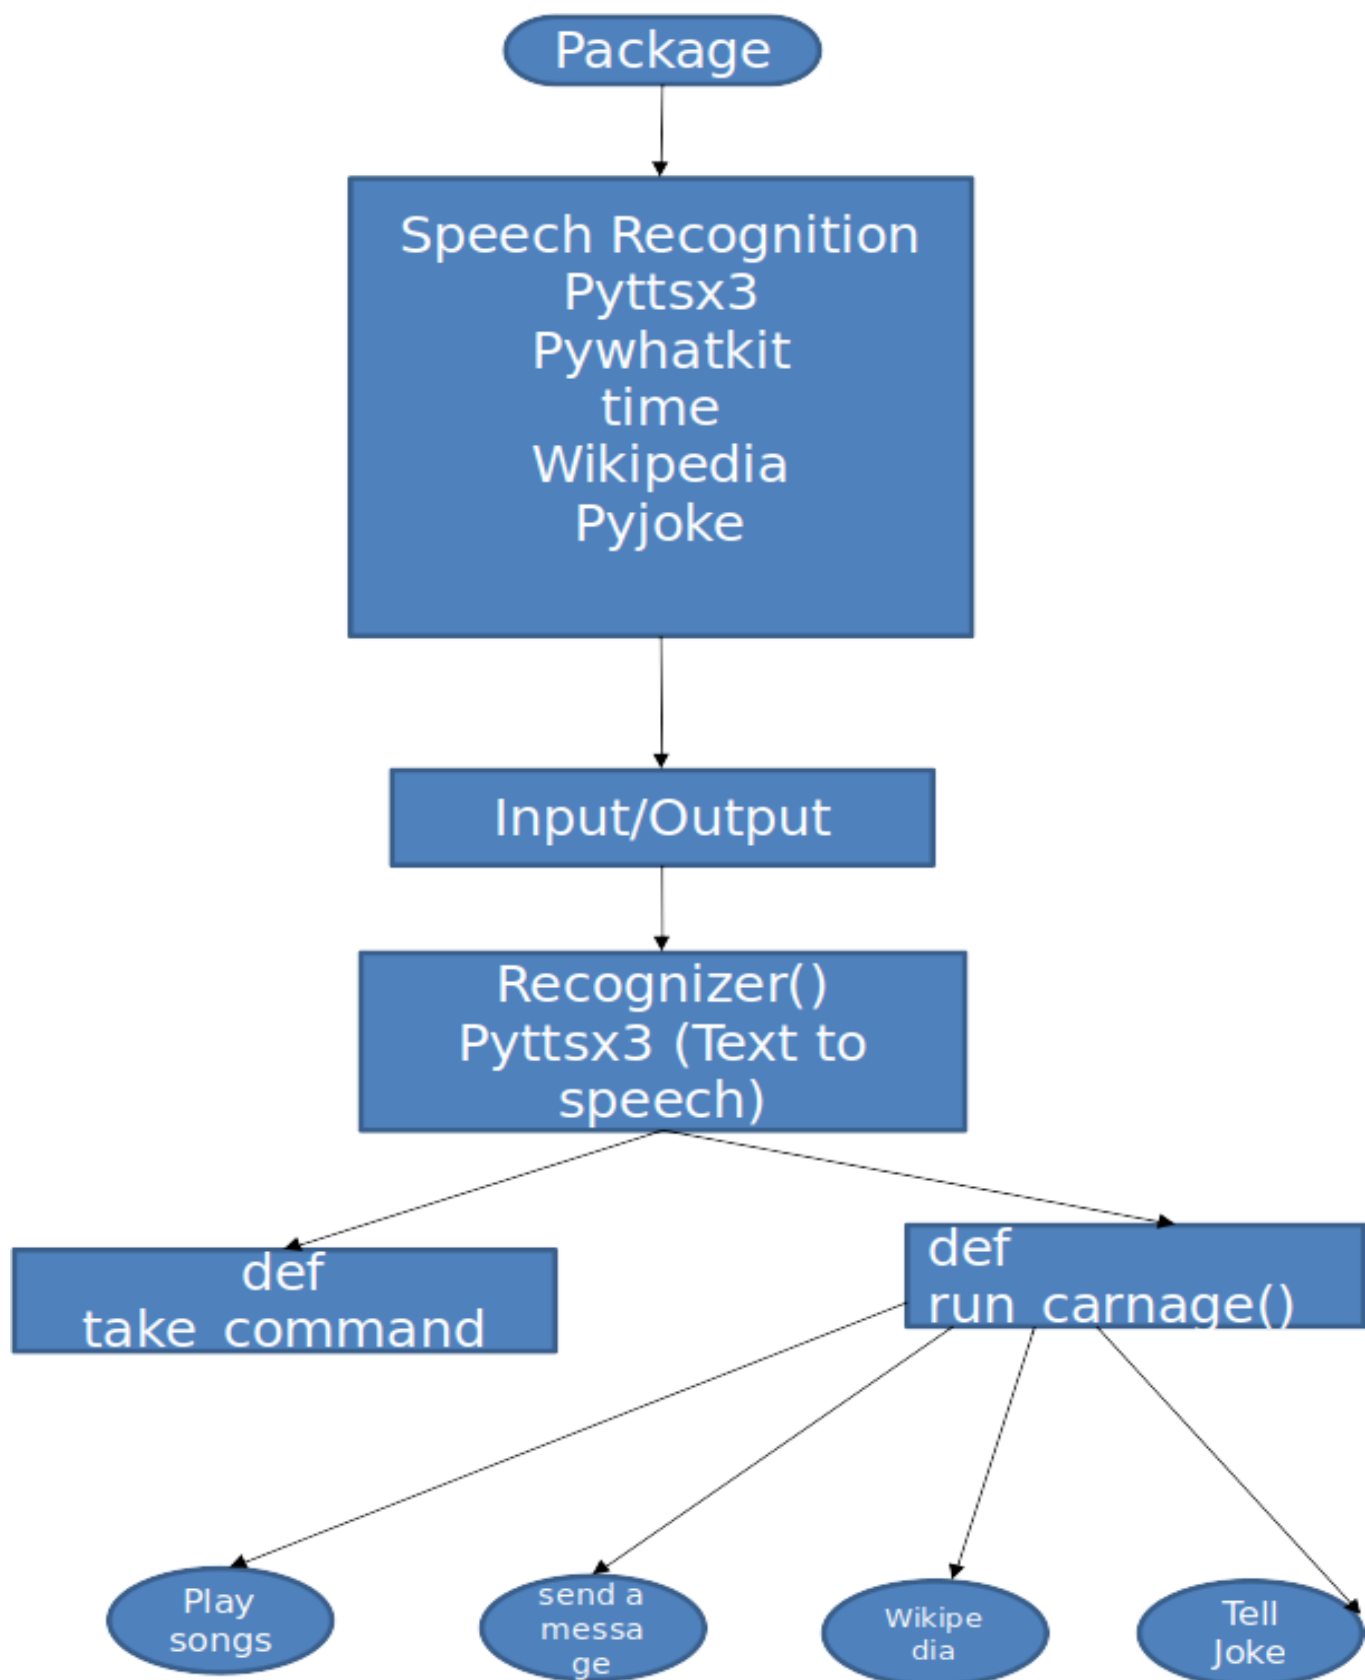 Package
Speech Recognition
Pyttsx3
Pywhatkit
time
Wikipedia
Pyjoke
Input/Output
Recognizer()
Pyttsx3 (Text to
speech)
def
take_command
def
run_carnage()
Play
songs
send a
messa
ge
Wikipe
dia
Tell
Joke